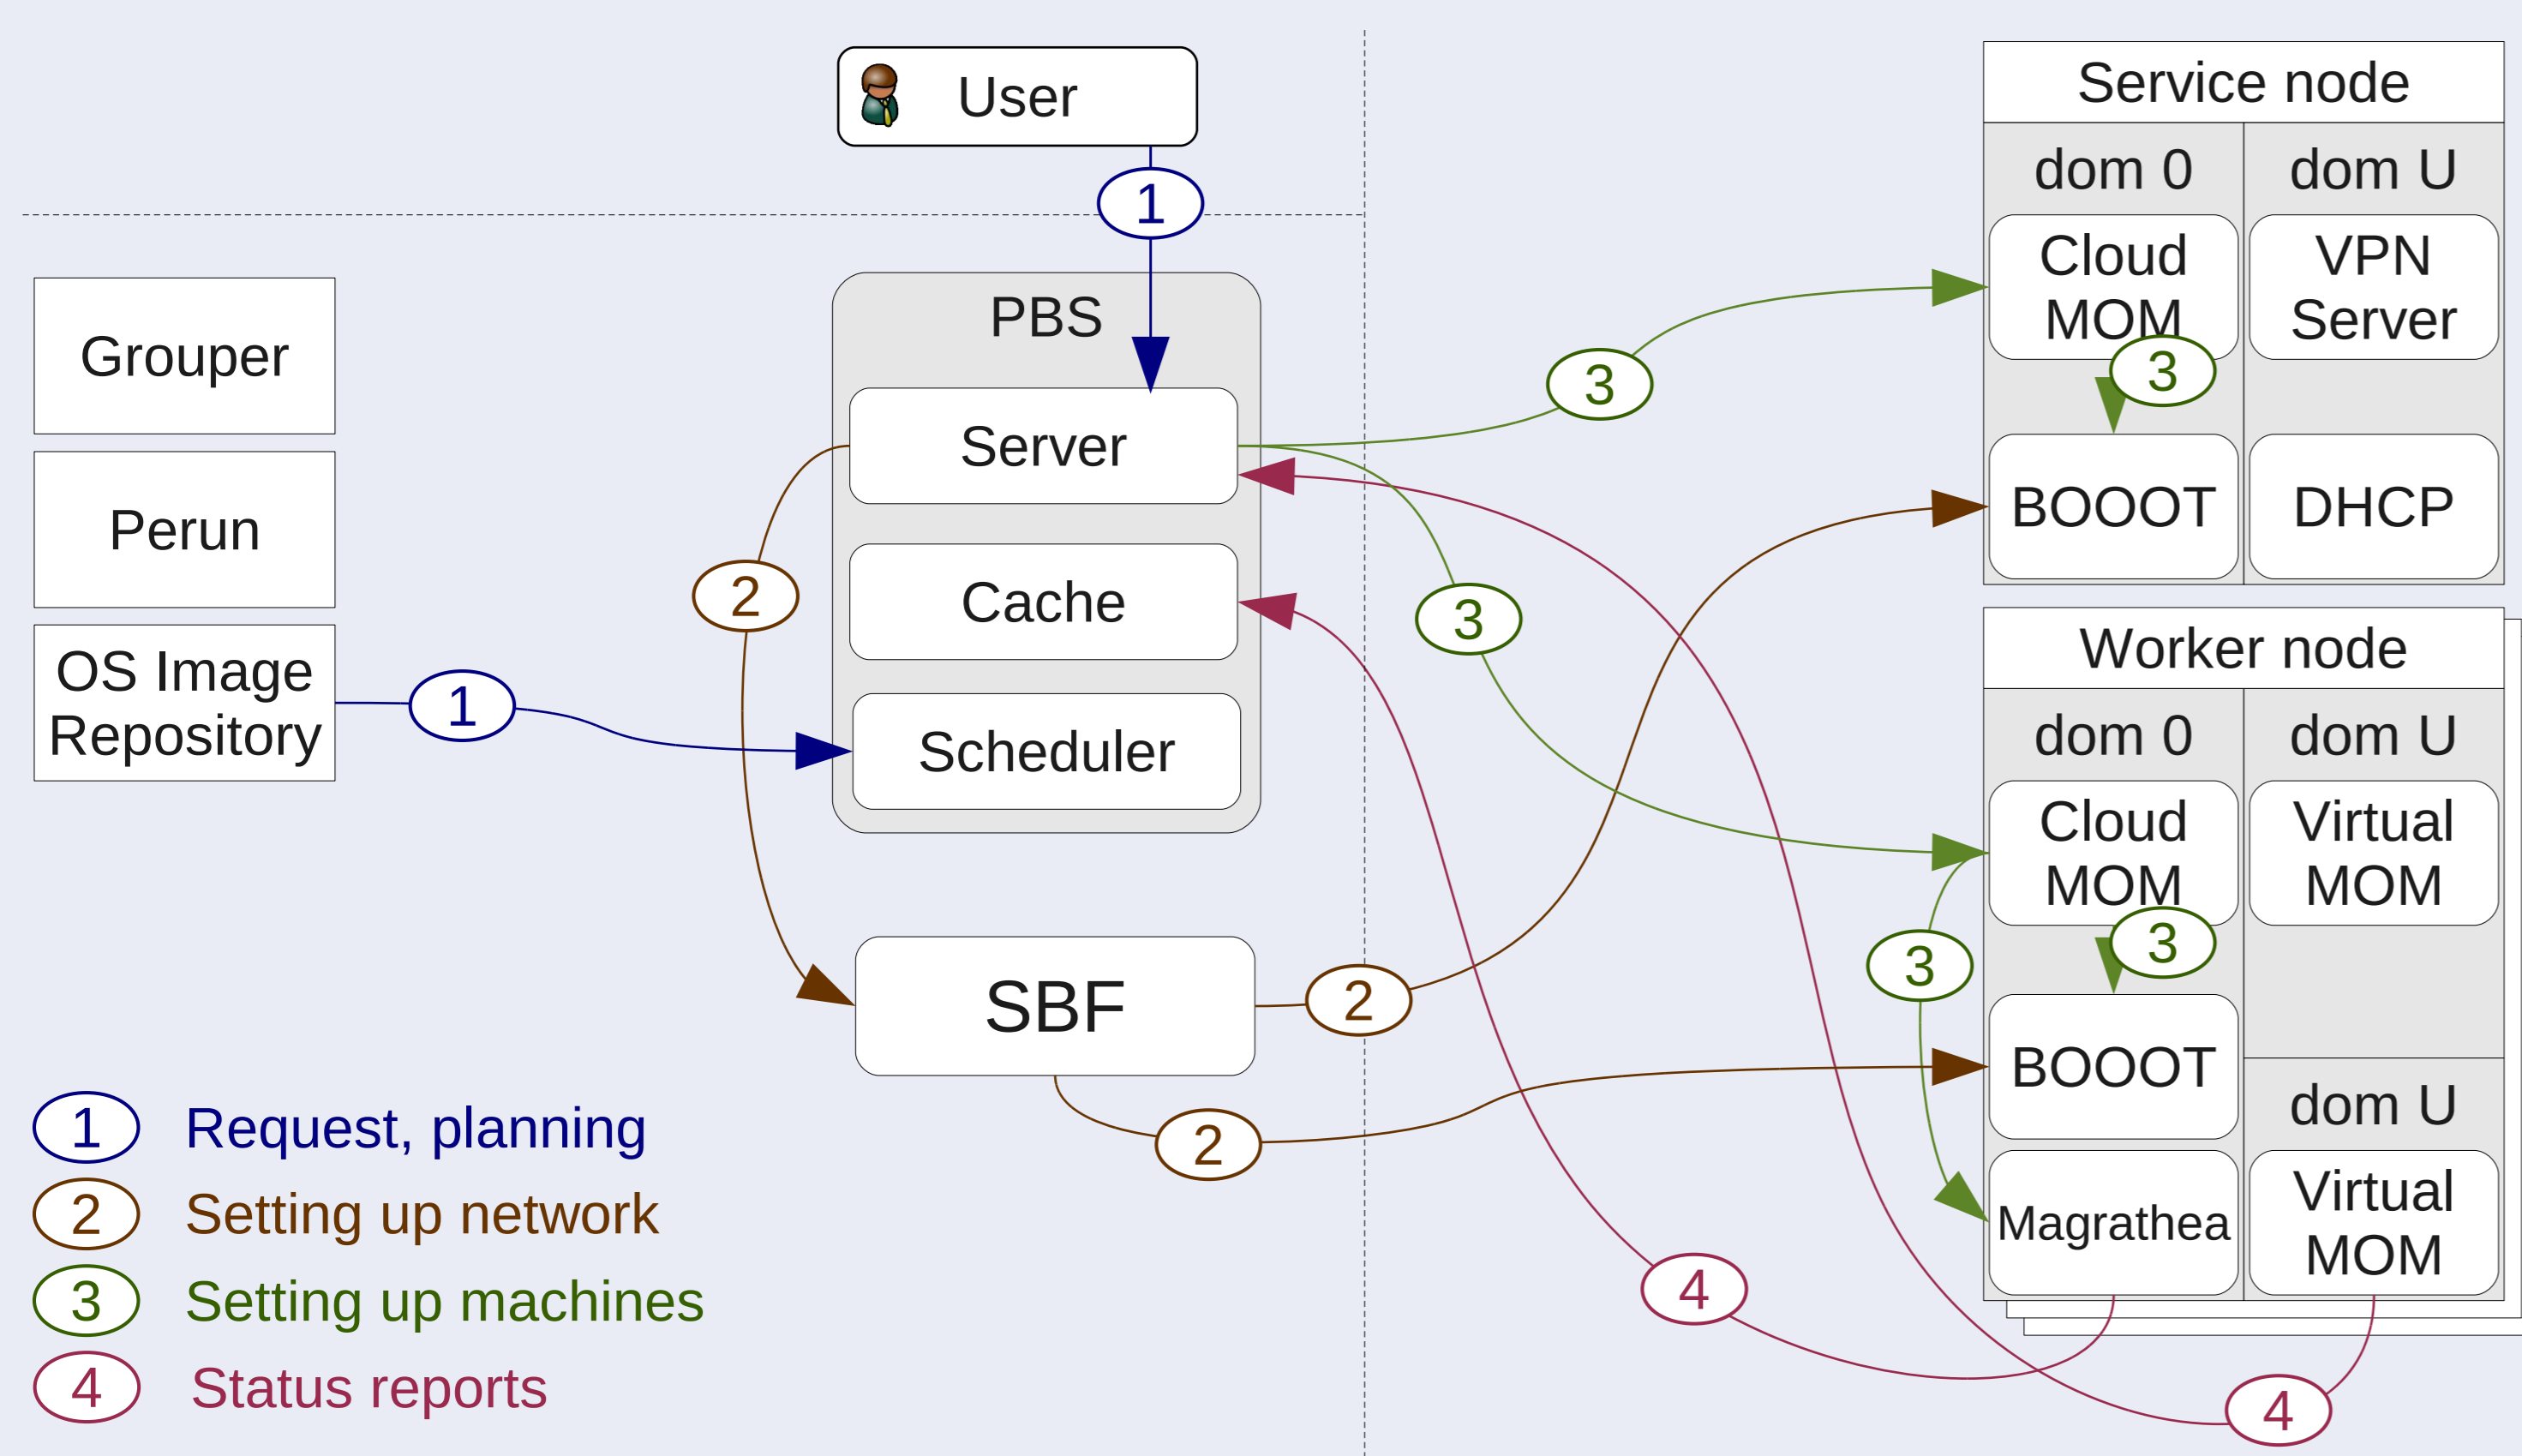 User
1
Grouper
Perun
OS Image
Repository
1
PBS
Server
Cache
Scheduler
2
SBF
2
2
3
3
3
4
4
Service node
dom 0
dom U
Cloud
MOM
3
VPN
Server
BOOOT
DHCP
Worker node
dom 0
dom U
Cloud
MOM
3
Virtual
MOM
BOOOT
Magrathea
dom U
Virtual
MOM
1 Request, planning
2 Setting up network
3 Setting up machines
4 Status reports